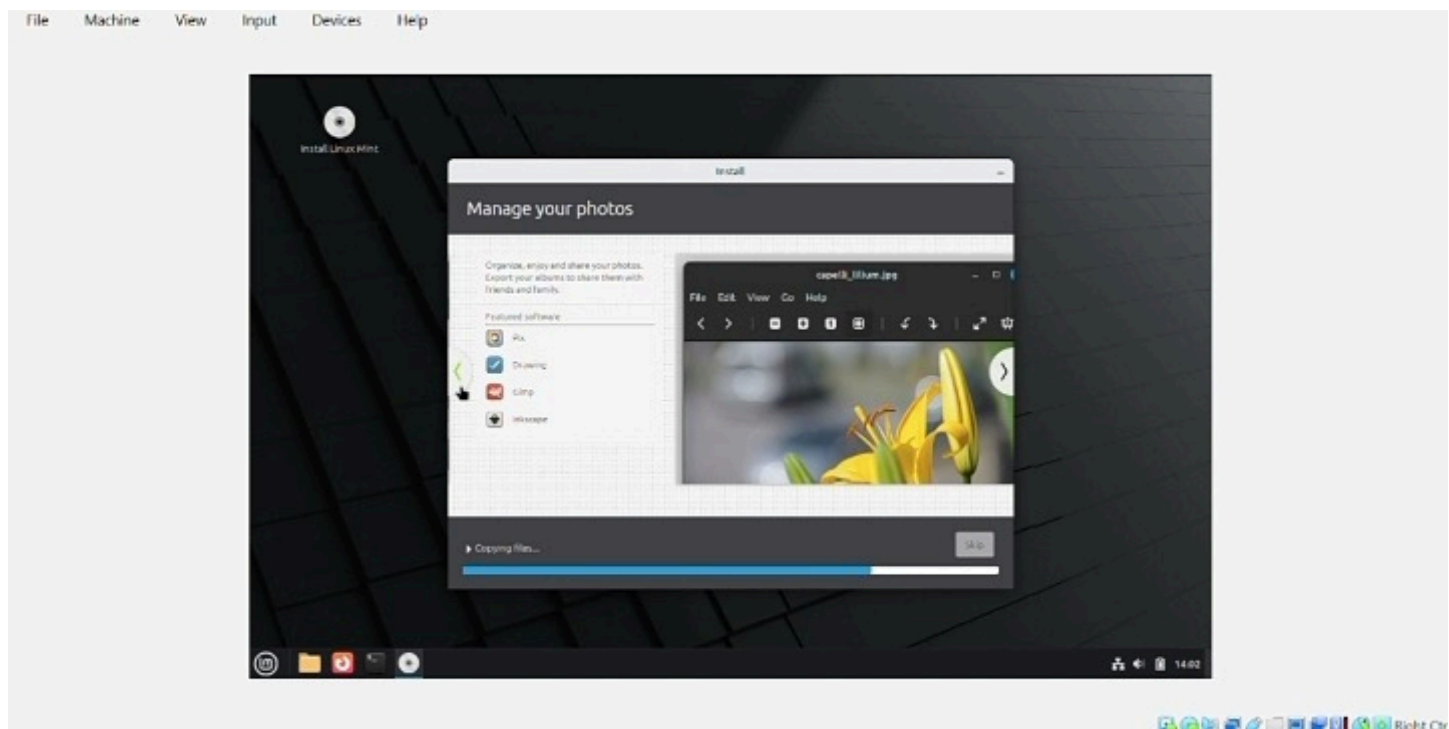 File Machine View Input Devices Help
Install Linux Mint
Install
Manage your photos
Organize, enjoy and share your photos.
Export your albums to share them with
friends and family.
Featured software
Pix
Drawing
Gimp
Inkscape
capelli_lilium.jpg
File Edit View Go Help
Copying files...
Skip
14:02
Right Ctrl